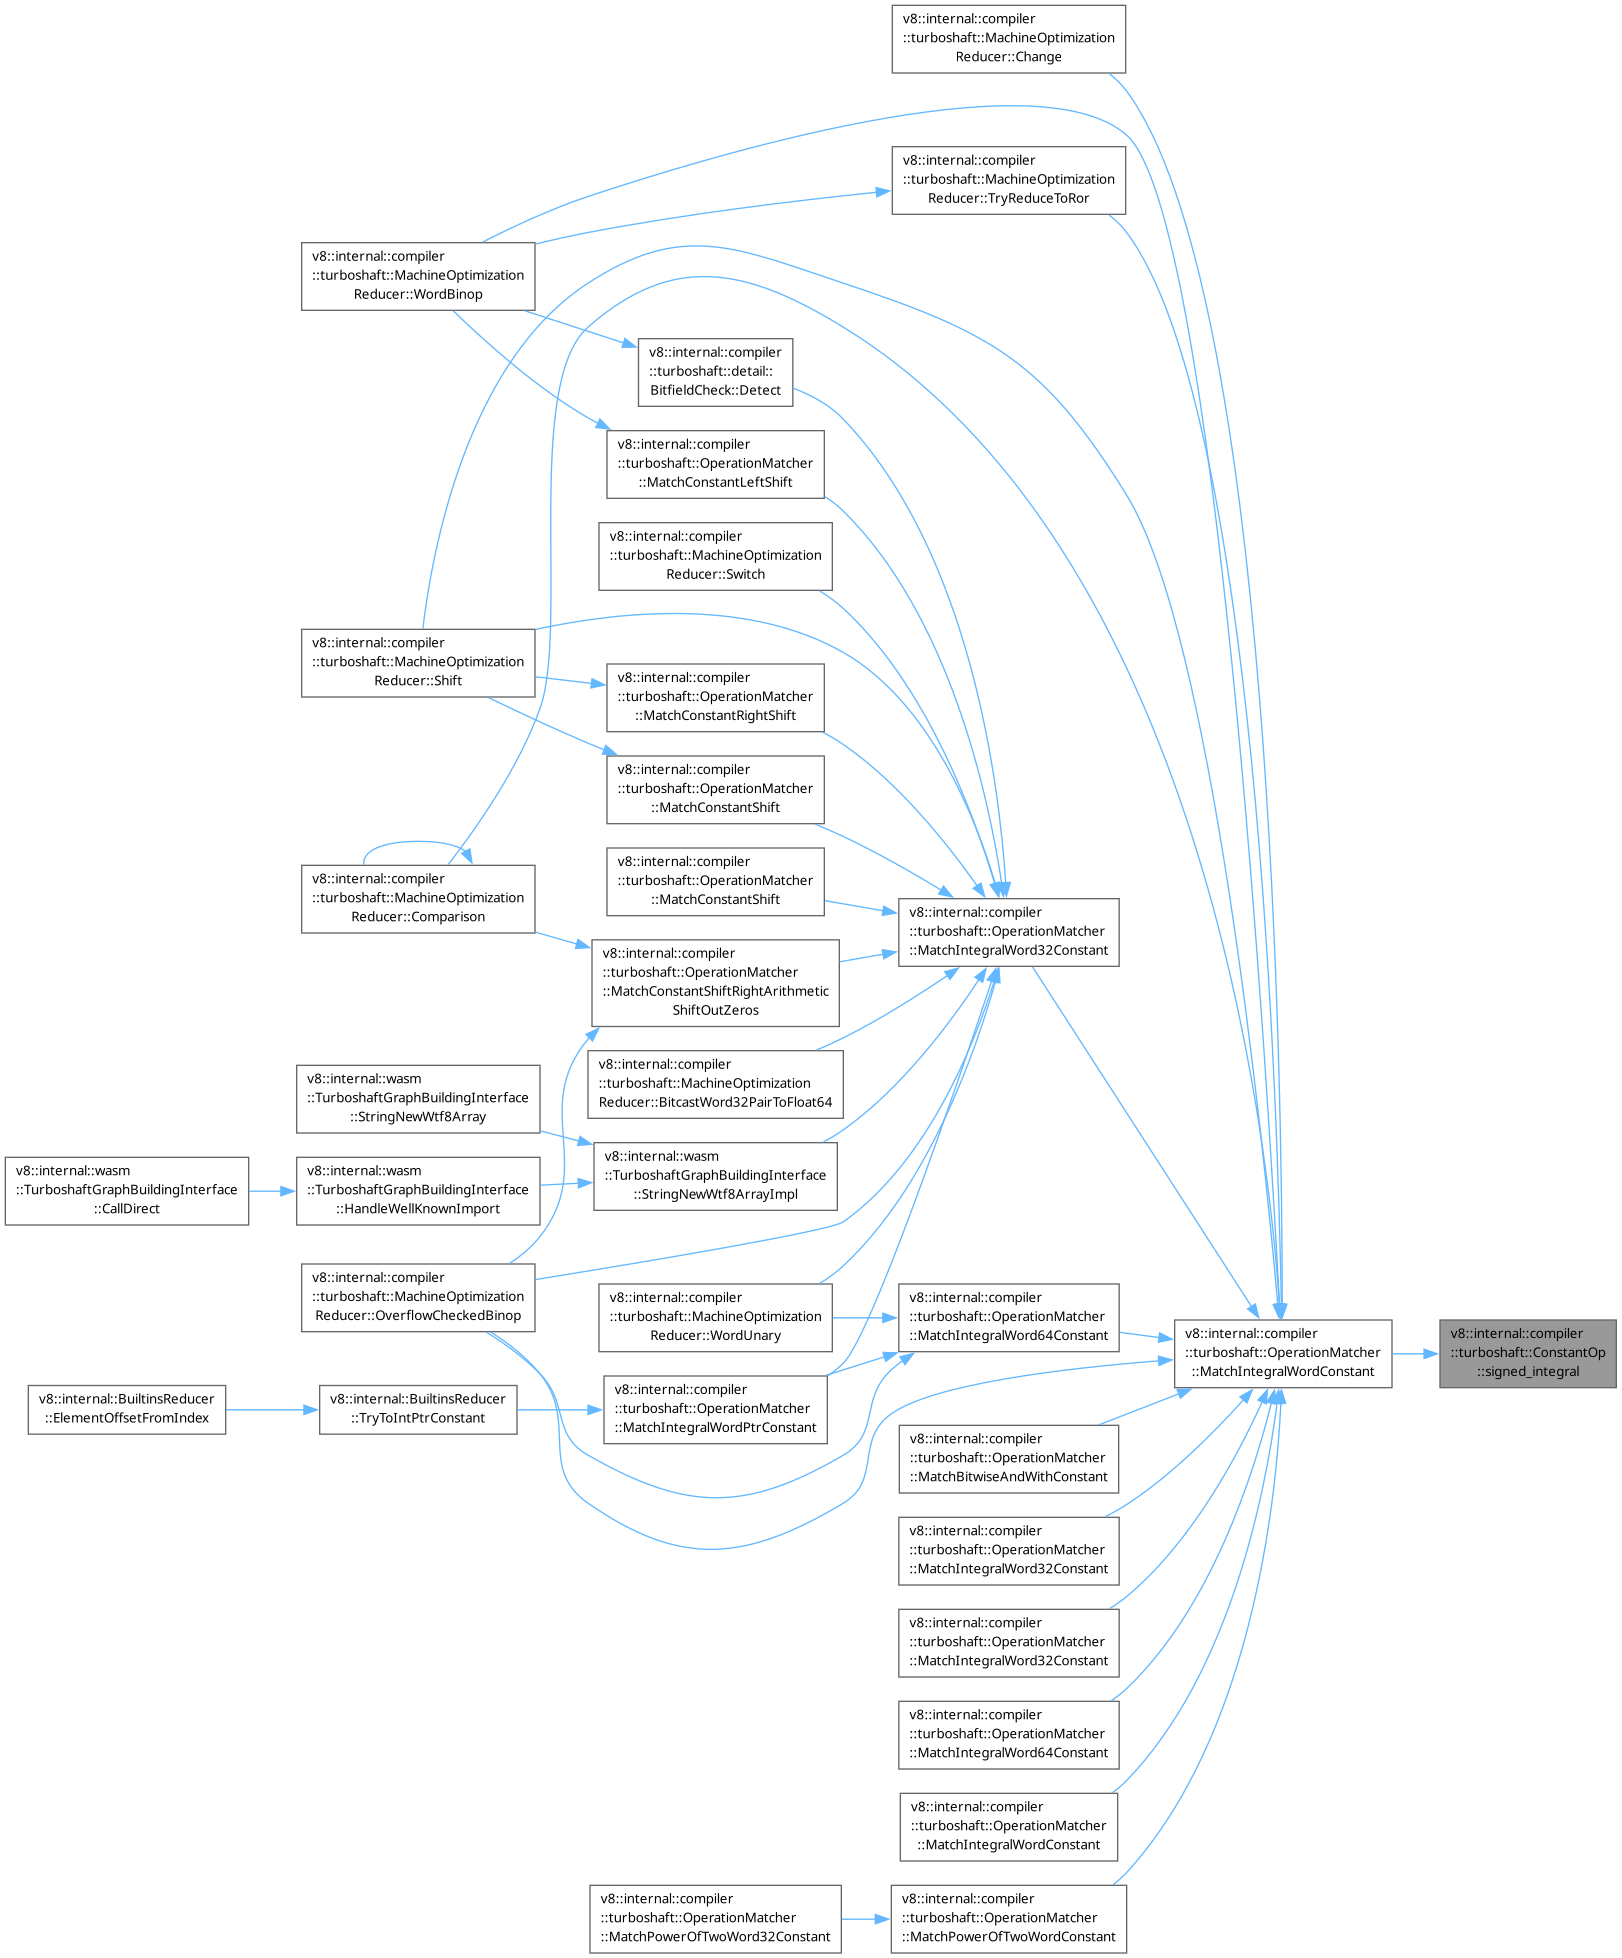 v8::internal::compiler
::turboshaft::MachineOptimization
Reducer::Change
v8::internal::compiler
::turboshaft::MachineOptimization
Reducer::TryReduceToRor
v8::internal::compiler
::turboshaft::MachineOptimization
Reducer::WordBinop
v8::internal::compiler
::turboshaft::detail::
BitfieldCheck::Detect
v8::internal::compiler
::turboshaft::OperationMatcher
::MatchConstantLeftShift
v8::internal::compiler
::turboshaft::MachineOptimization
Reducer::Switch
v8::internal::compiler
::turboshaft::MachineOptimization
Reducer::Shift
v8::internal::compiler
::turboshaft::OperationMatcher
::MatchConstantRightShift
v8::internal::compiler
::turboshaft::OperationMatcher
::MatchConstantShift
v8::internal::compiler
::turboshaft::OperationMatcher
::MatchConstantShift
v8::internal::compiler
::turboshaft::MachineOptimization
Reducer::Comparison
v8::internal::compiler
::turboshaft::OperationMatcher
::MatchIntegralWord32Constant
v8::internal::compiler
::turboshaft::OperationMatcher
::MatchConstantShiftRightArithmetic
ShiftOutZeros
v8::internal::compiler
::turboshaft::MachineOptimization
Reducer::BitcastWord32PairToFloat64
v8::internal::wasm
::TurboshaftGraphBuildingInterface
::StringNewWtf8Array
v8::internal::wasm
::TurboshaftGraphBuildingInterface
::StringNewWtf8ArrayImpl
v8::internal::wasm
::TurboshaftGraphBuildingInterface
::CallDirect
v8::internal::wasm
::TurboshaftGraphBuildingInterface
::HandleWellKnownImport
v8::internal::compiler
::turboshaft::MachineOptimization
Reducer::OverflowCheckedBinop
v8::internal::compiler
::turboshaft::MachineOptimization
Reducer::WordUnary
v8::internal::compiler
::turboshaft::OperationMatcher
::MatchIntegralWord64Constant
v8::internal::compiler
::turboshaft::OperationMatcher
::MatchIntegralWordConstant
v8::internal::compiler
::turboshaft::ConstantOp
::signed_integral
v8::internal::BuiltinsReducer
::ElementOffsetFromIndex
v8::internal::BuiltinsReducer
::TryToIntPtrConstant
v8::internal::compiler
::turboshaft::OperationMatcher
::MatchIntegralWordPtrConstant
v8::internal::compiler
::turboshaft::OperationMatcher
::MatchBitwiseAndWithConstant
v8::internal::compiler
::turboshaft::OperationMatcher
::MatchIntegralWord32Constant
v8::internal::compiler
::turboshaft::OperationMatcher
::MatchIntegralWord32Constant
v8::internal::compiler
::turboshaft::OperationMatcher
::MatchIntegralWord64Constant
v8::internal::compiler
::turboshaft::OperationMatcher
::MatchIntegralWordConstant
v8::internal::compiler
::turboshaft::OperationMatcher
::MatchPowerOfTwoWord32Constant
v8::internal::compiler
::turboshaft::OperationMatcher
::MatchPowerOfTwoWordConstant